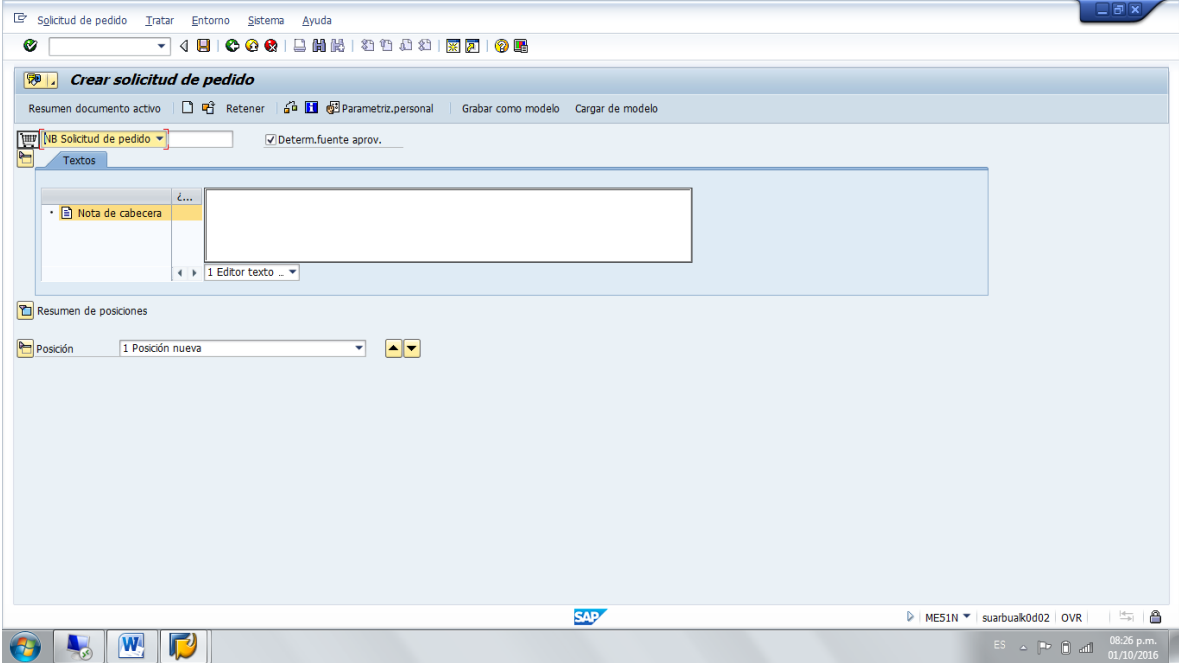 Solicitud de pedido Tratar Entorno Sistema Ayuda
Crear solicitud de pedido
Resumen documento activo Retener Parametriz.personal Grabar como modelo Cargar de modelo
NB Solicitud de pedido Determ.fuente aprov.
Textos
¿...
Nota de cabecera
1 Editor texto ..
Resumen de posiciones
Posición 1 Posición nueva
SAP ME51N suarbualk0d02 OVR
ES 08:26 p.m.
01/10/2016